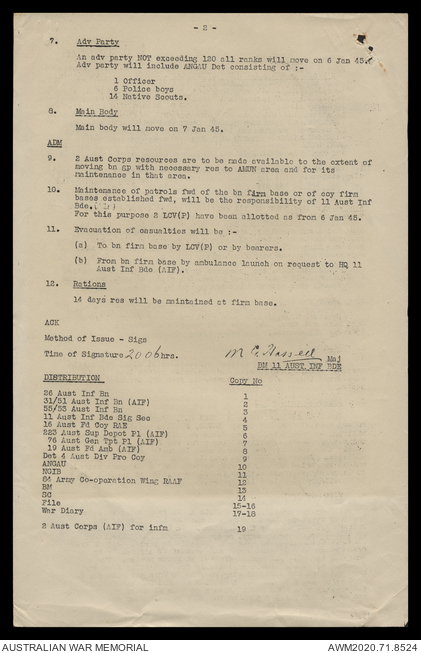 - 2 -
7. Adv Party
An adv party NOT exceeding 120 all ranks will move on 6 Jan 45.
Adv party will include ANGAU Det consisting of :-
1 Officer
6 Police boys
14 Native Scouts.
8. Main Body
Main body will move on 7 Jan 45.
ADM
9. 2 Aust Corps resources are to be made available to the extent of
moving bn gp with necessary res to AMUN area and for its
maintenance in that area.
10. Maintenance of patrols fwd of the bn firm base or of coy firm
bases established fwd, will be the responsibility of 11 Aust Inf
Bde.
For this purpose 2 LCV(P) have been allotted as from 6 Jan 45.
11. Evacuation of casualties will be :-
(a) To bn firm base by LCV(P) or by bearers.
(b) From bn firm base by ambulance launch on request to HQ 11
Aust Inf Bde (AIF).
12. Rations
14 days res will be maintained at firm base.
ACK
Method of Issue - Sigs
Time of Signature 2006 hrs.
Maj
BM 11 AUST INF BDE
DISTRIBUTION Copy No
26 Aust Inf Bn 1
31/51 Aust Inf Bn (AIF) 2
55/53 Aust Inf Bn 3
11 Aust Inf Bde Sig Sec 4
16 Aust Fd Coy RAE 5
223 Aust Sup Depot Pl (AIF) 6
76 Aust Gen Tpt Pl (AIF) 7
19 Aust Fd Amb (AIF) 8
Det 4 Aust Div Pro Coy 9
ANGAU 10
NGIB 11
84 Army Co-operation Wing RAAF 12
BM 13
SC 14
File 15-16
War Diary 17-18
2 Aust Corps (AIF) for infm 19
AUSTRALIAN WAR MEMORIAL
AWM2020.71.8524